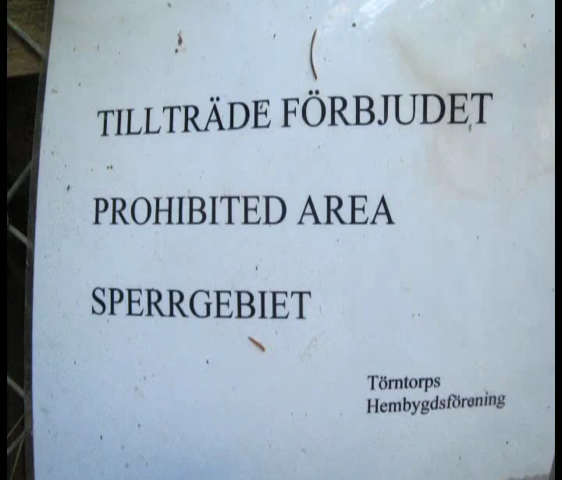 TILLTRÄDE FÖRBJUDET
PROHIBITED AREA
SPERRGEBIET
Törntorps
Hembygdsförening